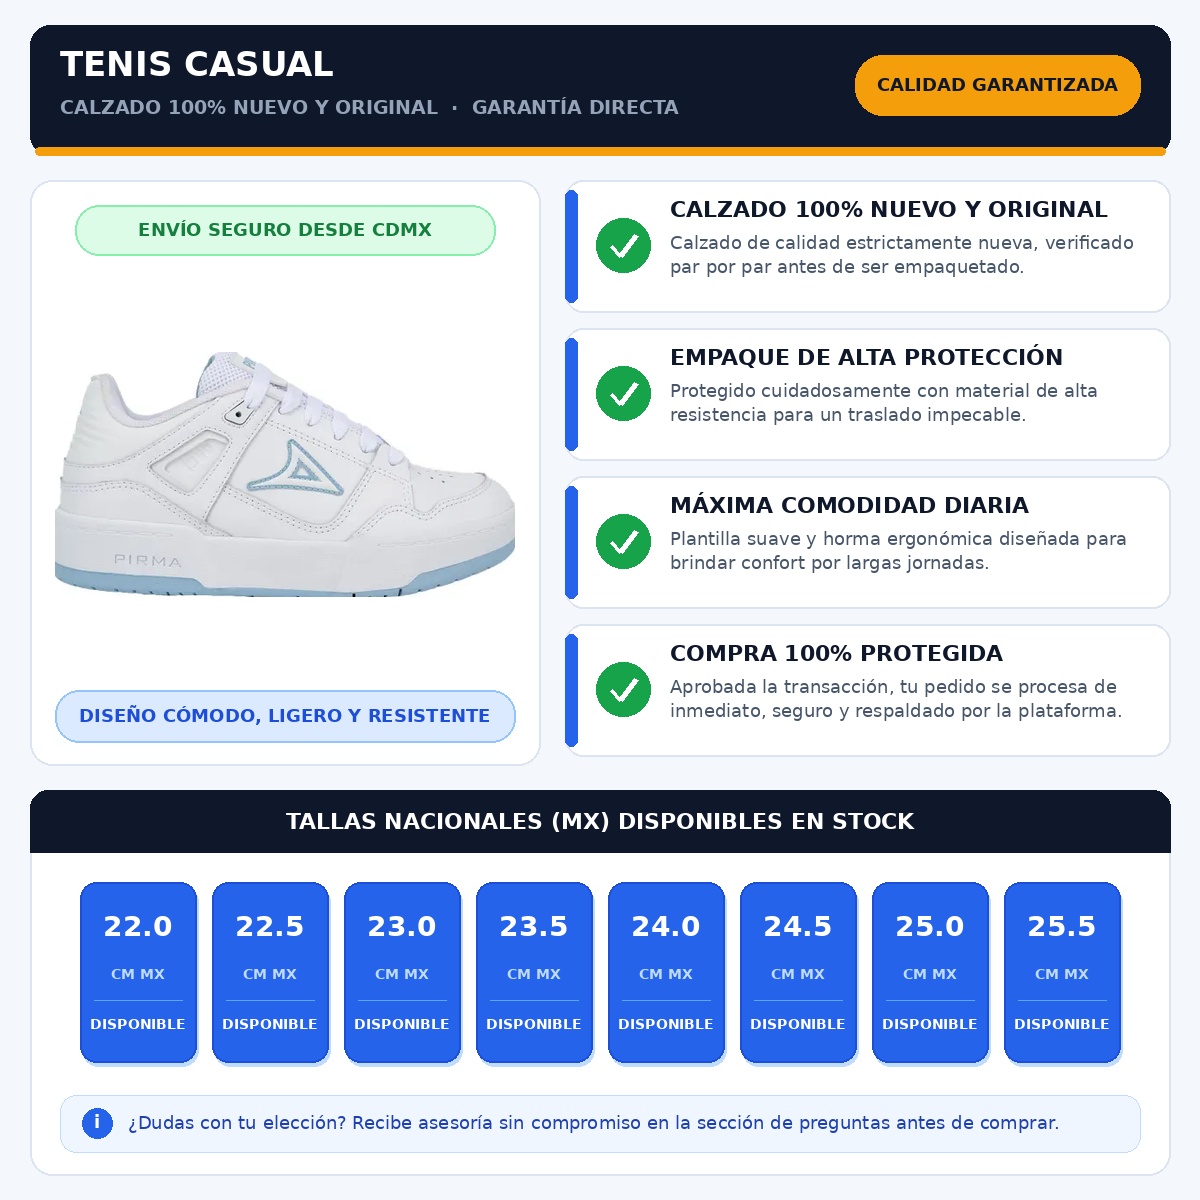 TENIS CASUAL
CALZADO 100% NUEVO Y ORIGINAL · GARANTÍA DIRECTA
CALIDAD GARANTIZADA
ENVÍO SEGURO DESDE CDMX
PIRMA
DISEÑO CÓMODO, LIGERO Y RESISTENTE
CALZADO 100% NUEVO Y ORIGINAL
Calzado de calidad estrictamente nueva, verificado
par por par antes de ser empaquetado.
EMPAQUE DE ALTA PROTECCIÓN
Protegido cuidadosamente con material de alta
resistencia para un traslado impecable.
MÁXIMA COMODIDAD DIARIA
Plantilla suave y horma ergonómica diseñada para
brindar confort por largas jornadas.
COMPRA 100% PROTEGIDA
Aprobada la transacción, tu pedido se procesa de
inmediato, seguro y respaldado por la plataforma.
TALLAS NACIONALES (MX) DISPONIBLES EN STOCK
22.0 22.5 23.0 23.5 24.0 24.5 25.0 25.5
CM MX CM MX CM MX CM MX CM MX CM MX CM MX CM MX
DISPONIBLE DISPONIBLE DISPONIBLE DISPONIBLE DISPONIBLE DISPONIBLE DISPONIBLE DISPONIBLE
i ¿Dudas con tu elección? Recibe asesoría sin compromiso en la sección de preguntas antes de comprar.